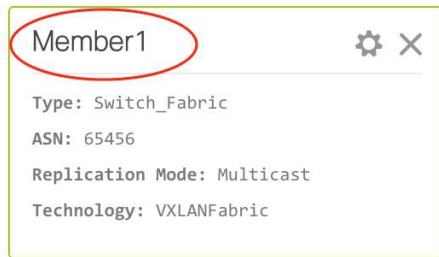 Member1
Type: Switch_Fabric
ASN: 65456
Replication Mode: Multicast
Technology: VXLANFabric